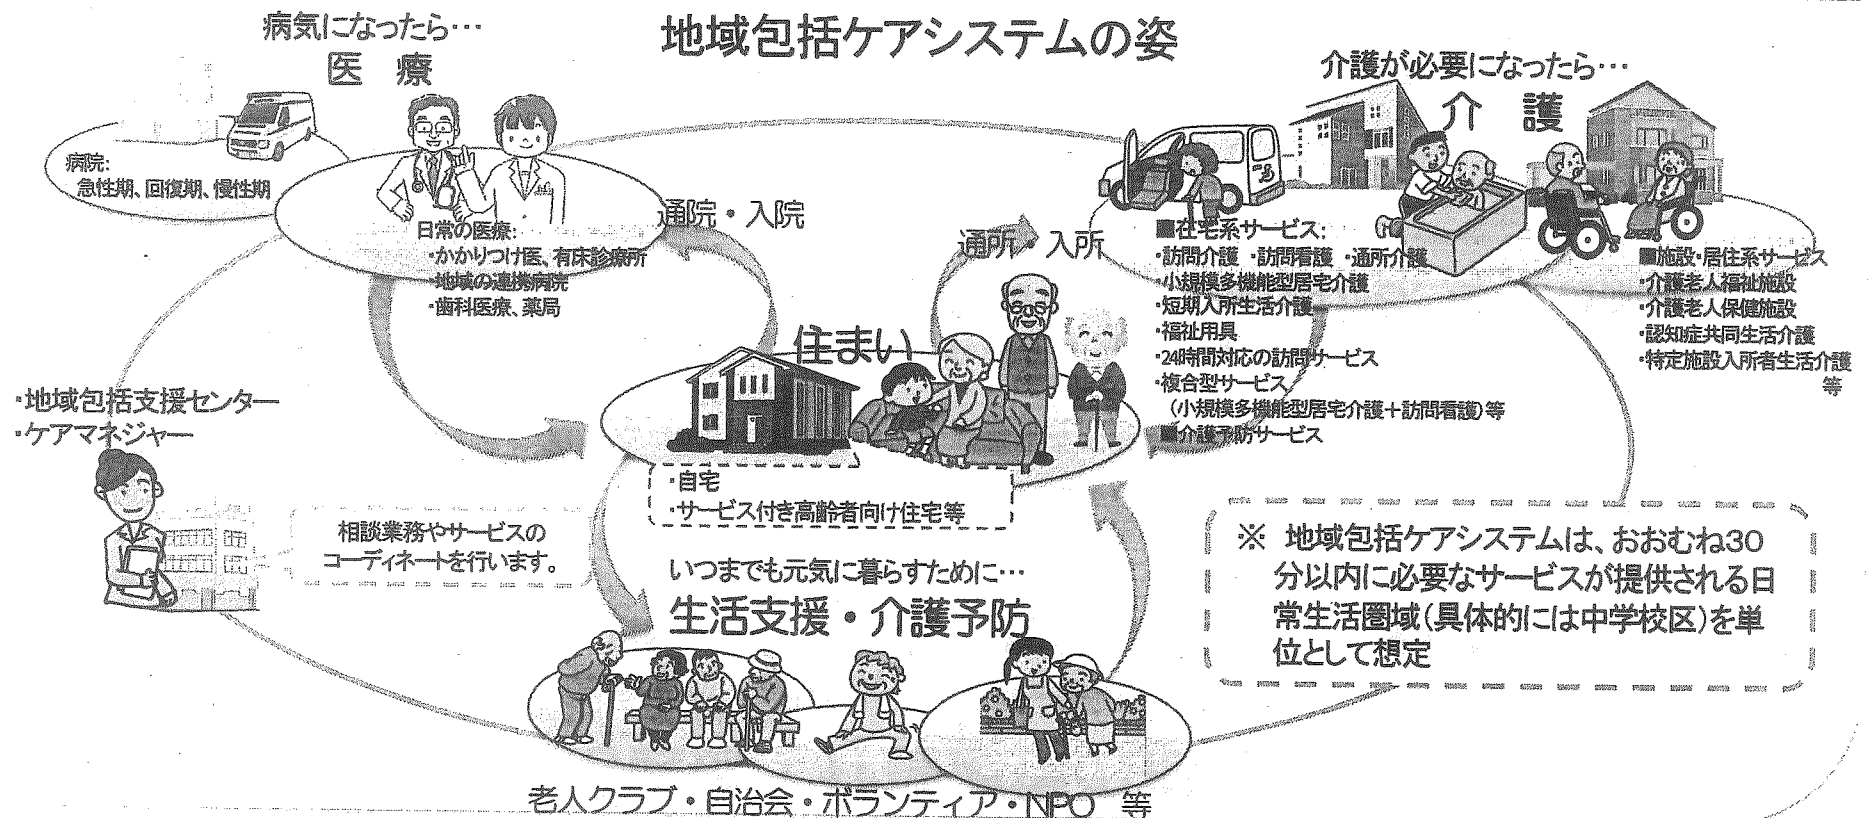 地域包括ケアシステムの姿
病気になったら…
医 療
病院:
急性期、回復期、慢性期
日常の医療:
・かかりつけ医、有床診療所
・地域の連携病院
・歯科医療、薬局
通院・入院
通所・入所
介護が必要になったら…
介 護
■在宅系サービス:
・訪問介護 ・訪問看護 ・通所介護
・小規模多機能型居宅介護
・短期入所生活介護
・福祉用具
・24時間対応の訪問サービス
・複合型サービス
(小規模多機能型居宅介護+訪問看護)等
■介護予防サービス
■施設・居住系サービス
・介護老人福祉施設
・介護老人保健施設
・認知症共同生活介護
・特定施設入所者生活介護
等
住まい
・自宅
・サービス付き高齢者向け住宅等
・地域包括支援センター
・ケアマネジャー
相談業務やサービスの
コーディネートを行います。
いつまでも元気に暮らすために…
生活支援・介護予防
老人クラブ・自治会・ボランティア・NPO 等
※ 地域包括ケアシステムは、おおむね30
分以内に必要なサービスが提供される日
常生活圏域(具体的には中学校区)を単
位として想定